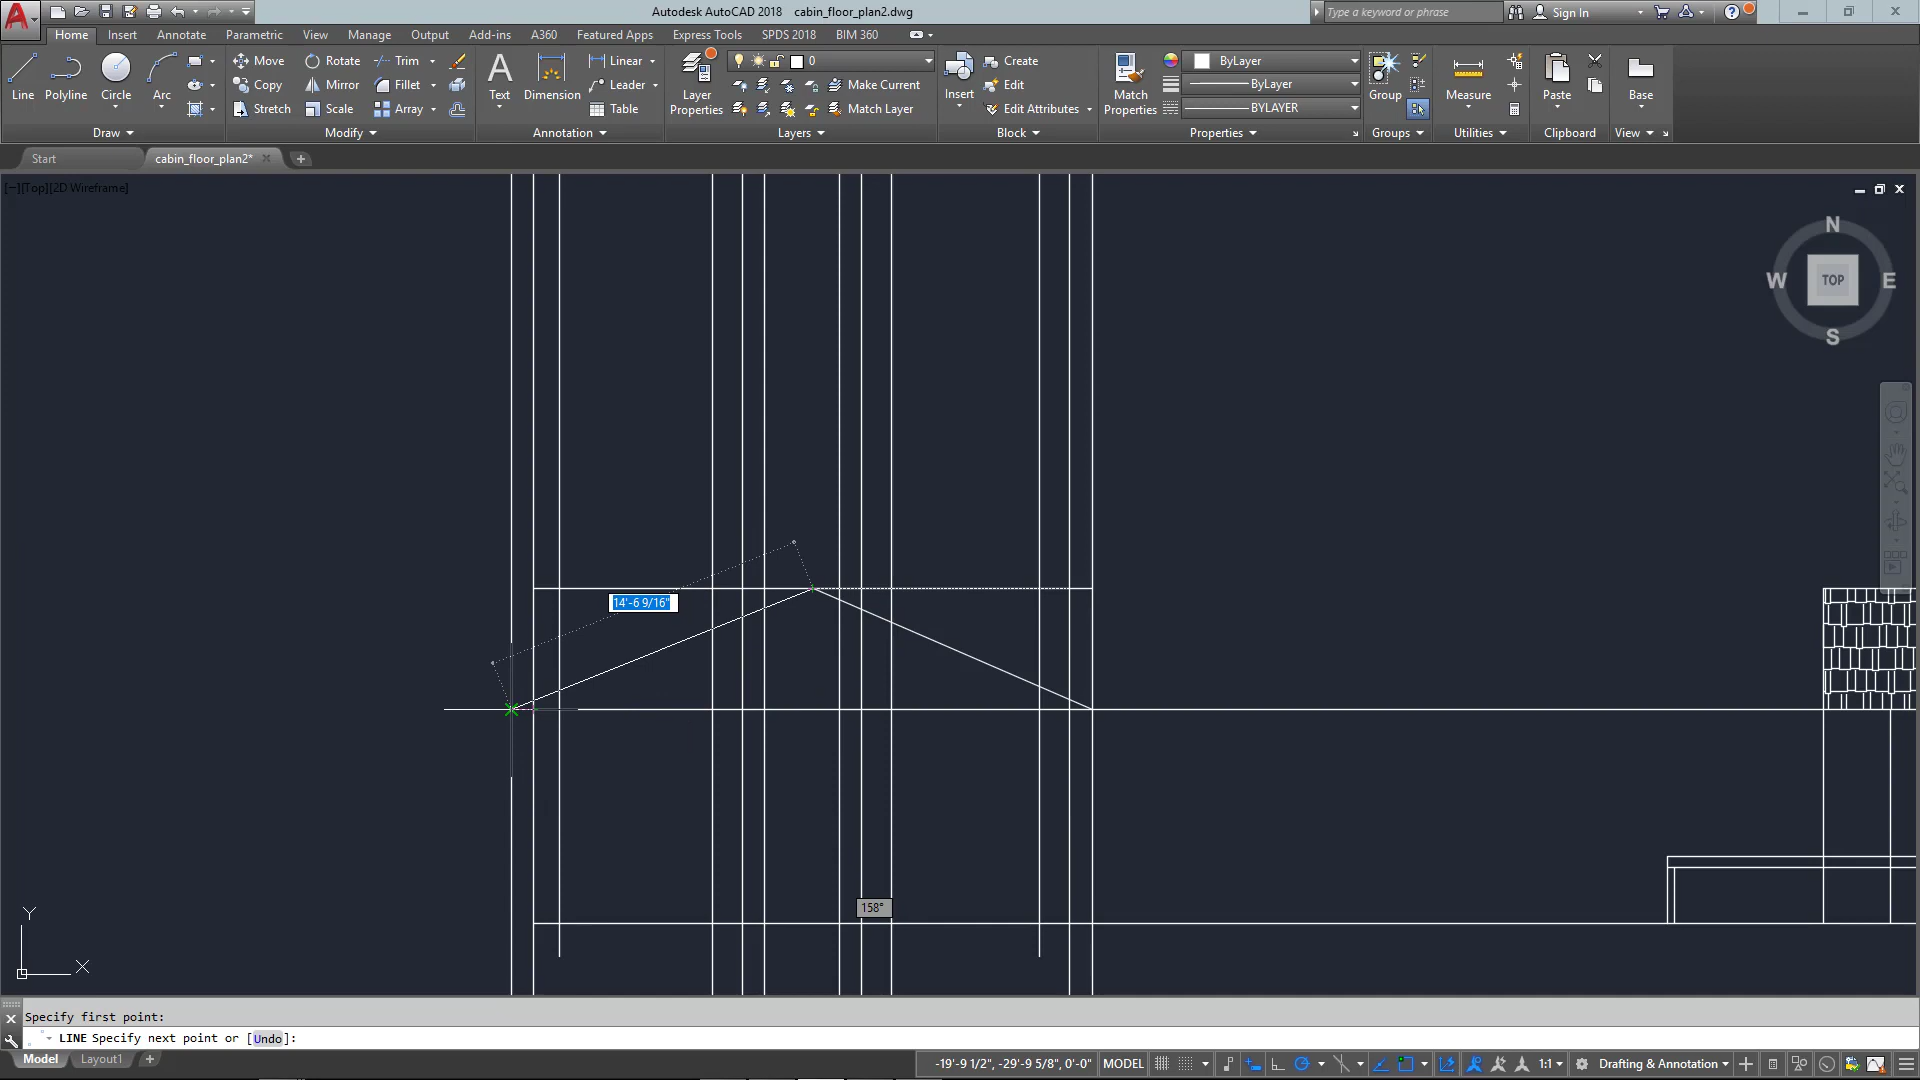 Autodesk AutoCAD 2018 cabin_floor_plan2.dwg
Type a keyword or phrase
Sign In
Home Insert Annotate Parametric View Manage Output Add-ins A360 Featured Apps Express Tools SPDS 2018 BIM 360
Line Polyline Circle Arc
Move Rotate Trim
Copy Mirror Fillet
Stretch Scale Array
Text Dimension
Linear
Leader
Table
Layer Properties
0
Make Current
Match Layer
Insert
Create
Edit
Edit Attributes
Match Properties
ByLayer
ByLayer
BYLAYER
Group
Measure
Paste
Base
Draw Modify Annotation Layers Block Properties Groups Utilities Clipboard View
Start cabin_floor_plan2*
[−][Top][2D Wireframe]
N
W TOP E
S
14'-6 9/16"
158°
Y
X
Specify first point:
LINE Specify next point or [Undo]:
Model Layout1
-19'-9 1/2", -29'-9 5/8", 0'-0" MODEL 1:1 Drafting & Annotation